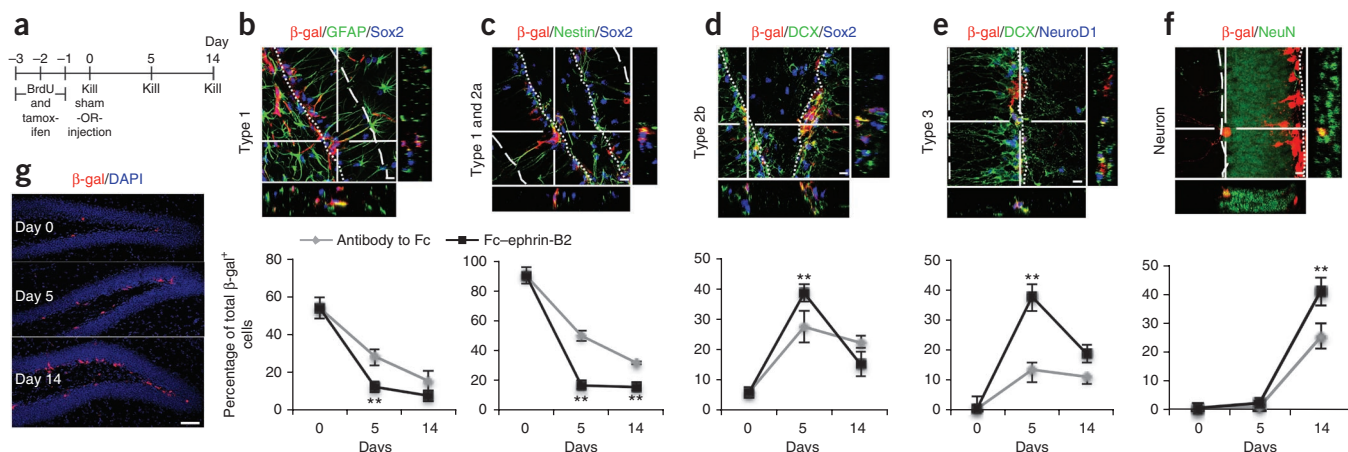 a
Day
–3 –2 –1 0 5 14
BrdU and tamox- ifen
Kill sham -OR- injection
Kill
Kill
b
β-gal/GFAP/Sox2
Type 1
c
β-gal/Nestin/Sox2
Type 1 and 2a
d
β-gal/DCX/Sox2
Type 2b
e
β-gal/DCX/NeuroD1
Type 3
f
β-gal/NeuN
Neuron
g
β-gal/DAPI
Day 0
Day 5
Day 14
Antibody to Fc
Fc–ephrin-B2
Percentage of total β-gal+ cells
80
60
40
20
0
**
0 5 14
Days
100
80
60
40
20
0
** **
0 5 14
Days
50
40
30
20
10
0
**
0 5 14
Days
50
40
30
20
10
0
**
0 5 14
Days
50
40
30
20
10
0
**
0 5 14
Days